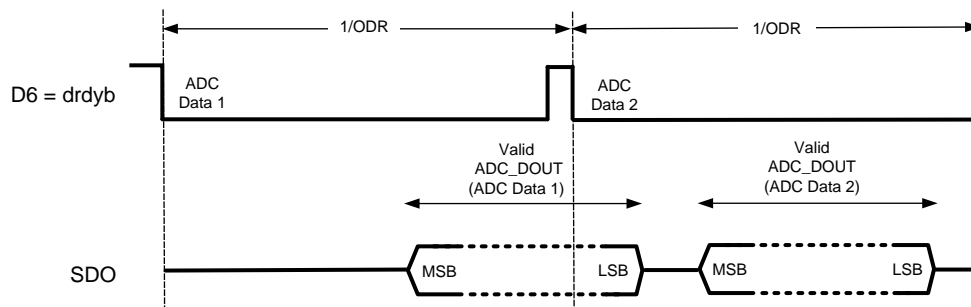 1/ODR
1/ODR
D6 = drdyb
ADC
Data 1
ADC
Data 2
Valid
ADC_DOUT
(ADC Data 1)
Valid
ADC_DOUT
(ADC Data 2)
SDO
MSB
LSB
MSB
LSB